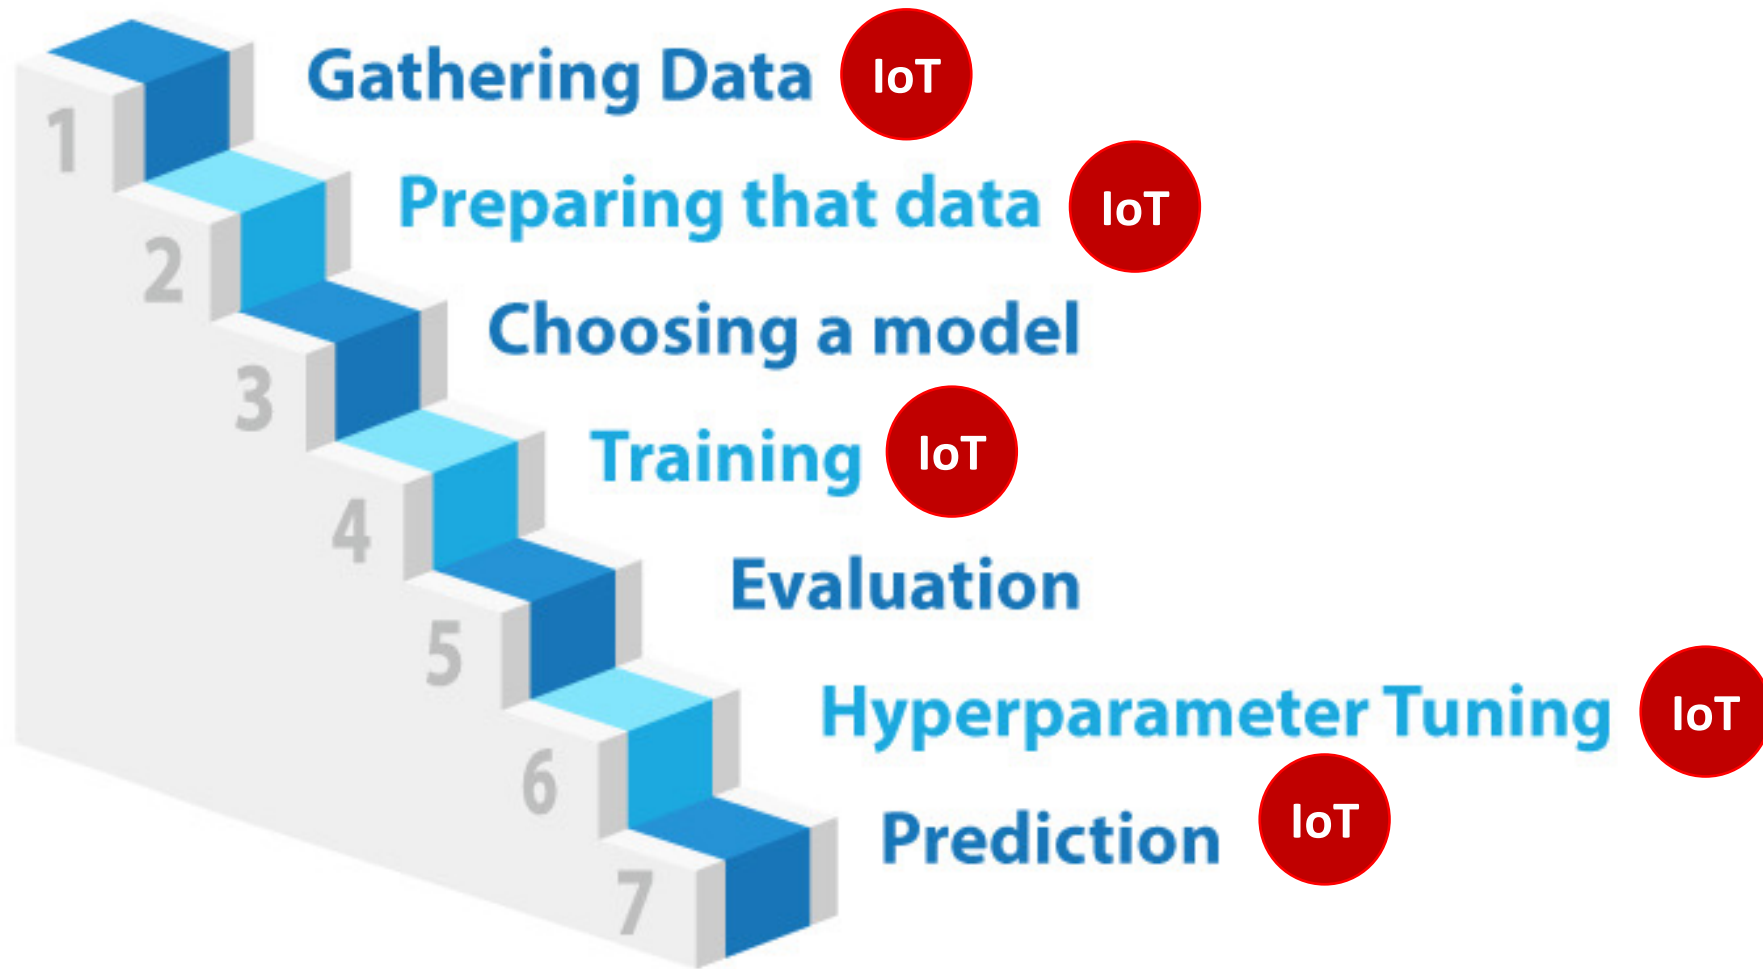 1 Gathering Data IoT
2 Preparing that data IoT
3 Choosing a model
4 Training IoT
5 Evaluation
6 Hyperparameter Tuning IoT
7 Prediction IoT